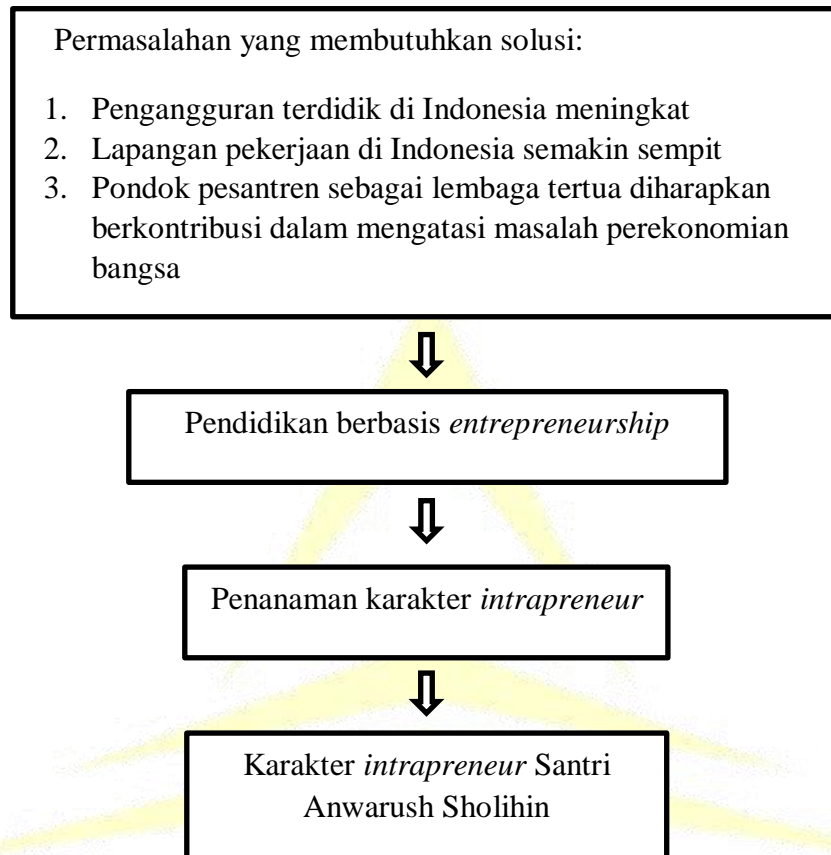 Permasalahan yang membutuhkan solusi:
1. Pengangguran terdidik di Indonesia meningkat
2. Lapangan pekerjaan di Indonesia semakin sempit
3. Pondok pesantren sebagai lembaga tertua diharapkan
berkontribusi dalam mengatasi masalah perekonomian
bangsa
Pendidikan berbasis entrepreneurship
Penanaman karakter intrapreneur
Karakter intrapreneur Santri
Anwarush Sholihin